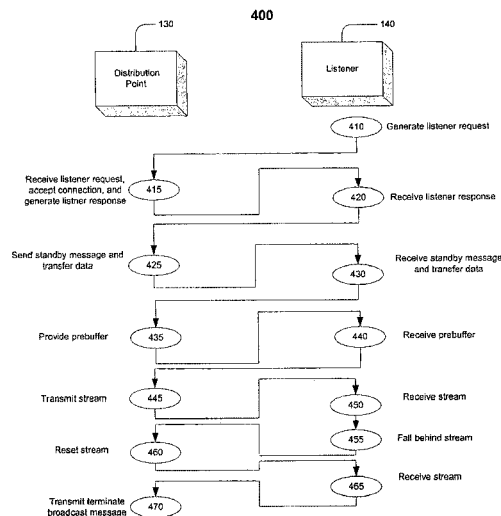 400
130
140
Distribution
Point
Listener
410
Generate listener request
Receive listener request,
accept connection, and
generate listner response
415
420
Receive listener response
Send standby message and
transfer data
425
430
Receive standby message
and transfer data
Provide prebuffer
435
440
Receive prebuffer
Transmit stream
445
450
Receive stream
455
Fall behind stream
Reset stream
460
465
Receive stream
Transmit terminate
broadcast message
470